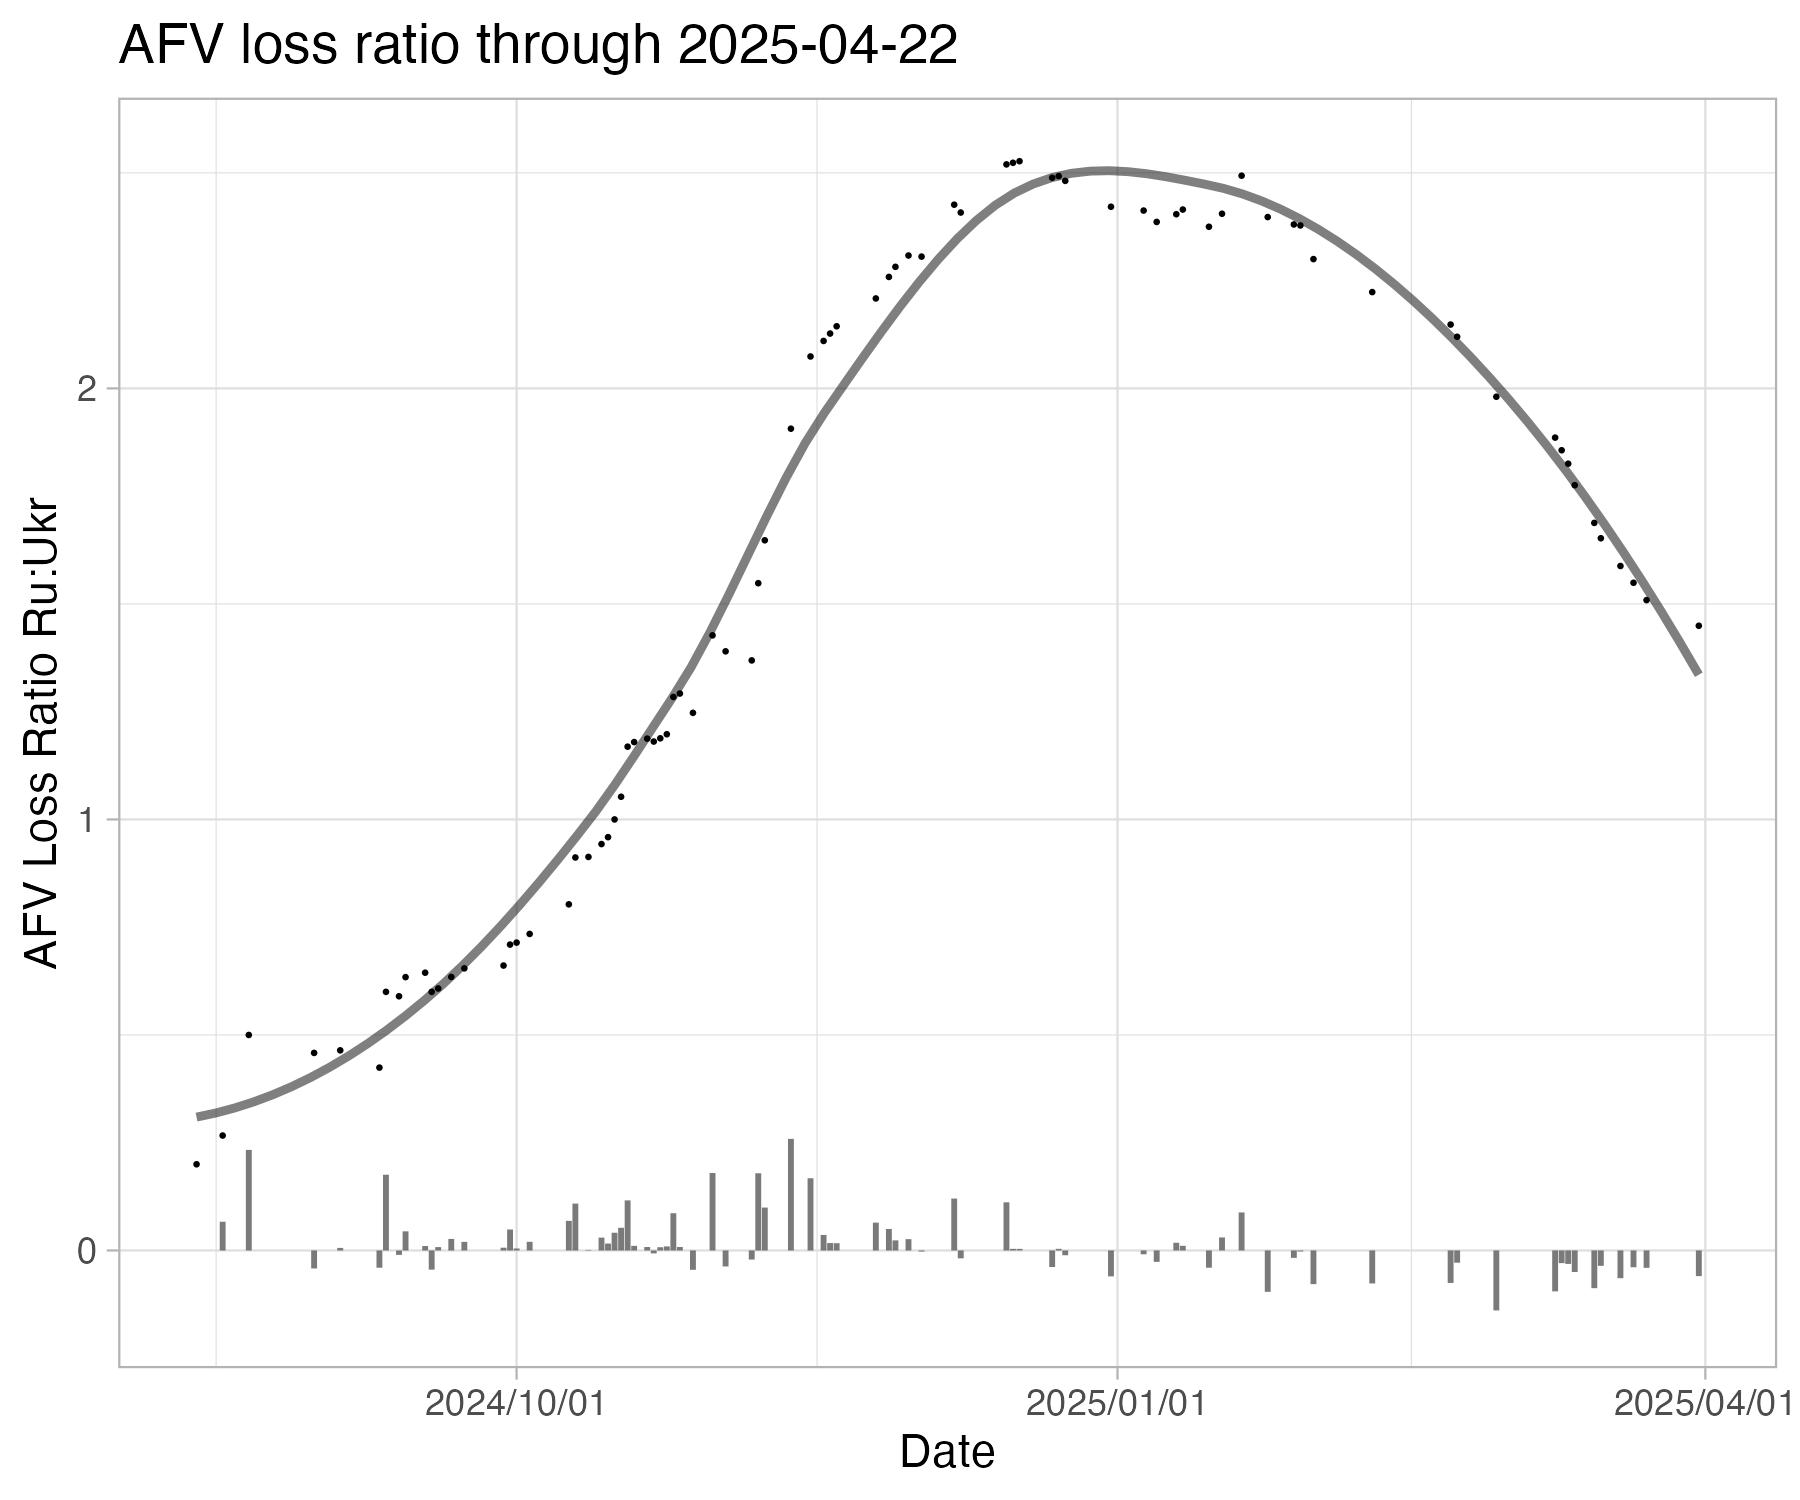 AFV loss ratio through 2025-04-22
AFV Loss Ratio Ru:Ukr
2
1
0
2024/10/01
2025/01/01
2025/04/01
Date